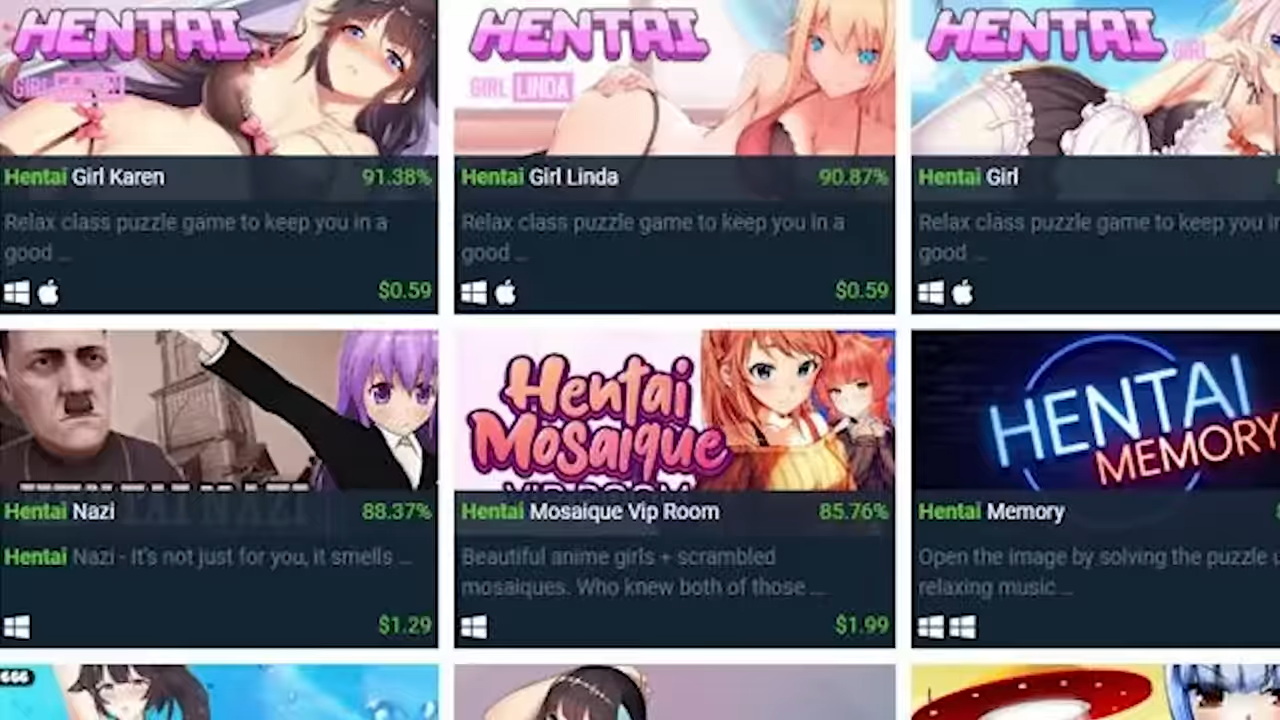 HENTAI
HENTAI
HENTAI
GIRL
GIRL LINDA
GIRL
Hentai Girl Karen 91.38%
Hentai Girl Linda 90.87%
Hentai Girl
Relax class puzzle game to keep you in a
good ...
Relax class puzzle game to keep you in a
good ...
Relax class puzzle game to keep you in
good ...
$0.59
$0.59
Hentai
Mosaique
VIP ROOM
HENTAI
MEMORY
Hentai Nazi 88.37%
Hentai Mosaique Vip Room 85.76%
Hentai Memory
Hentai Nazi - It's not just for you, it smells ...
Beautiful anime girls + scrambled
mosaiques. Who knew both of those ...
Open the image by solving the puzzle
relaxing music ...
$1.29
$1.99
666